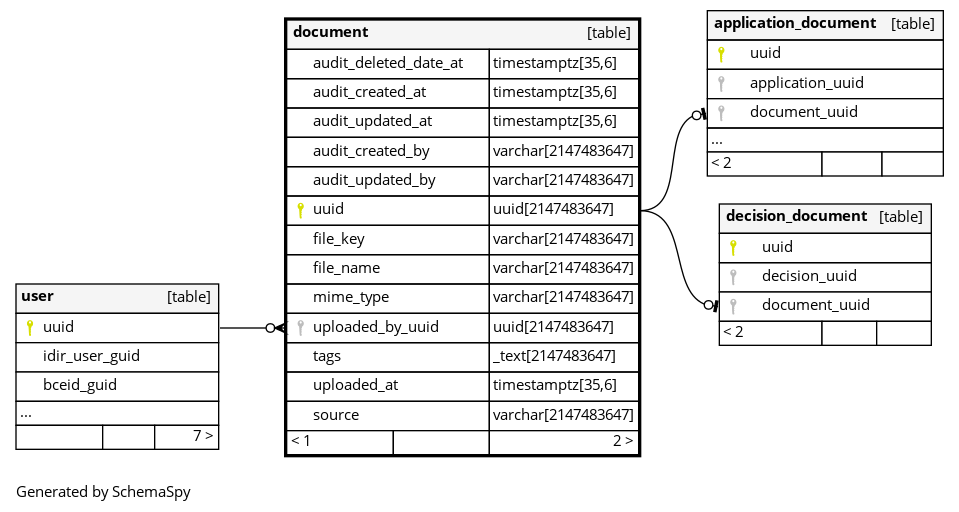 document [table]
audit_deleted_date_at timestamptz[35,6]
audit_created_at timestamptz[35,6]
audit_updated_at timestamptz[35,6]
audit_created_by varchar[2147483647]
audit_updated_by varchar[2147483647]
uuid uuid[2147483647]
file_key varchar[2147483647]
file_name varchar[2147483647]
mime_type varchar[2147483647]
uploaded_by_uuid uuid[2147483647]
tags _text[2147483647]
uploaded_at timestamptz[35,6]
source varchar[2147483647]
< 1 2 >
application_document [table]
uuid
application_uuid
document_uuid
...
< 2
decision_document [table]
uuid
decision_uuid
document_uuid
< 2
user [table]
uuid
idir_user_guid
bceid_guid
...
7 >
Generated by SchemaSpy